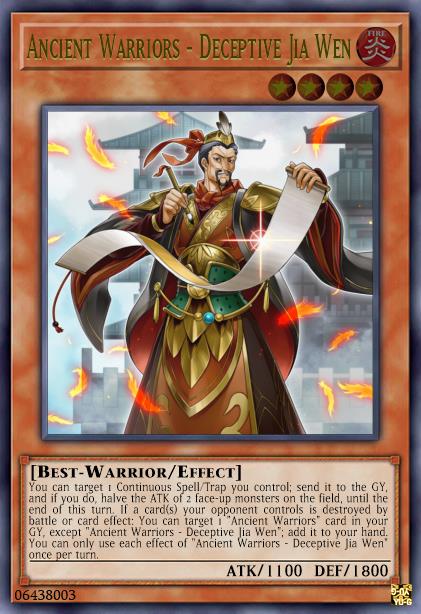 Ancient Warriors - Deceptive Jia Wen
FIRE
炎
[Best-Warrior/Effect]
You can target 1 Continuous Spell/Trap you control; send it to the GY,
and if you do, halve the ATK of 2 face-up monsters on the field, until the
end of this turn. If a card(s) your opponent controls is destroyed by
battle or card effect: You can target 1 "Ancient Warriors" card in your
GY, except "Ancient Warriors - Deceptive Jia Wen"; add it to your hand.
You can only use each effect of "Ancient Warriors - Deceptive Jia Wen"
once per turn.
ATK/1100 DEF/1800
06438003